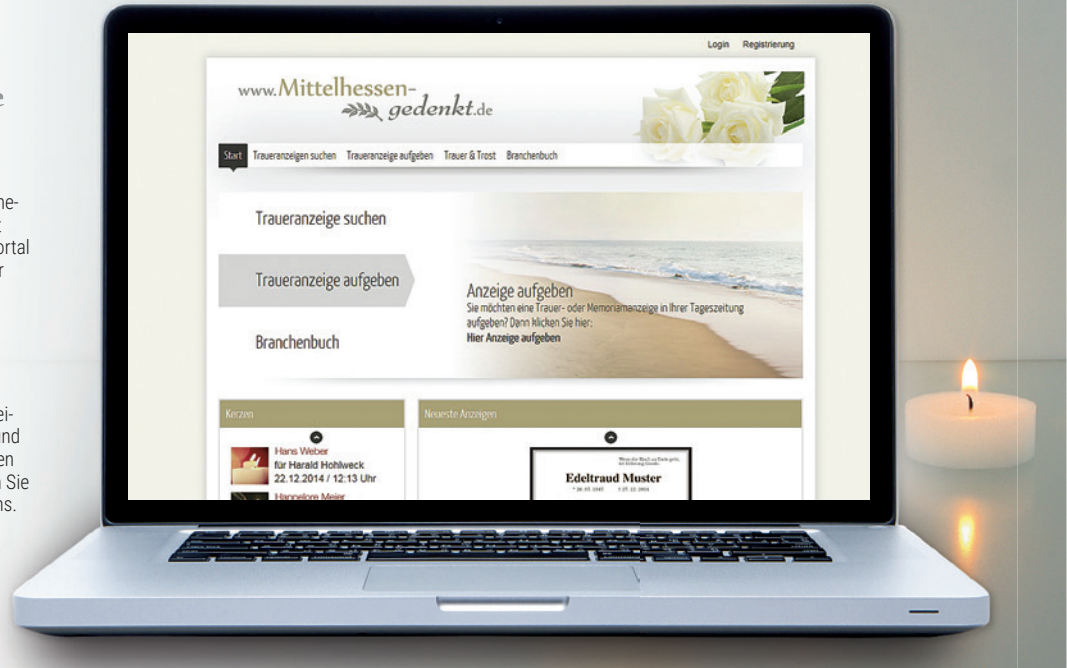 e
ne-
ortal
r
ei-
und
en
n Sie
ns.
Login Registrierung
www.Mittelhessen-
gedenkt.de
Start Traueranzeigen suchen Traueranzeige aufgeben Trauer & Trost Branchenbuch
Traueranzeige suchen
Traueranzeige aufgeben
Branchenbuch
Anzeige aufgeben
Sie möchten eine Trauer- oder Memoriamanzeige in Ihrer Tageszeitung
aufgeben? Dann klicken Sie hier:
Hier Anzeige aufgeben
Kerzen
Hans Weber
für Harald Hohlweck
22.12.2014 / 12:13 Uhr
Hannelore Meier
Neueste Anzeigen
Edeltraud Muster